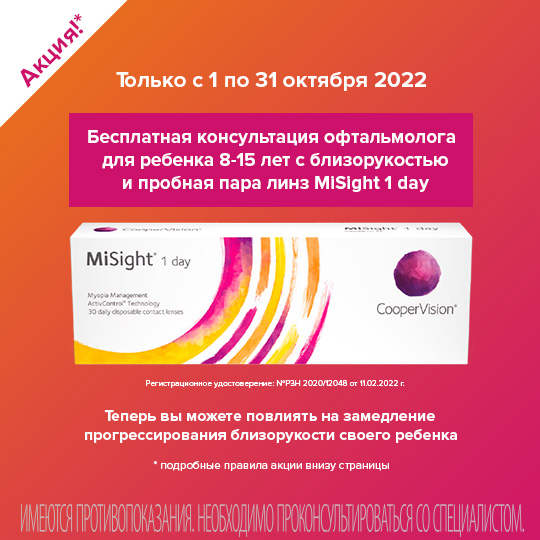 Акция!*
Только с 1 по 31 октября 2022
Бесплатная консультация офтальмолога
для ребенка 8-15 лет с близорукостью
и пробная пара линз MiSight 1 day
CooperVision®
MiSight® 1 day
MiSight® 1 day
Myopia Management
ActivControl® Technology
30 daily disposable contact lenses
CooperVision®
Регистрационное удостоверение: N°РЗН 2020/12048 от 11.02.2022 г.
Теперь вы можете повлиять на замедление
прогрессирования близорукости своего ребенка
* подробные правила акции внизу страницы
ИМЕЮТСЯ ПРОТИВОПОКАЗАНИЯ. НЕОБХОДИМО ПРОКОНСУЛЬТИРОВАТЬСЯ СО СПЕЦИАЛИСТОМ.